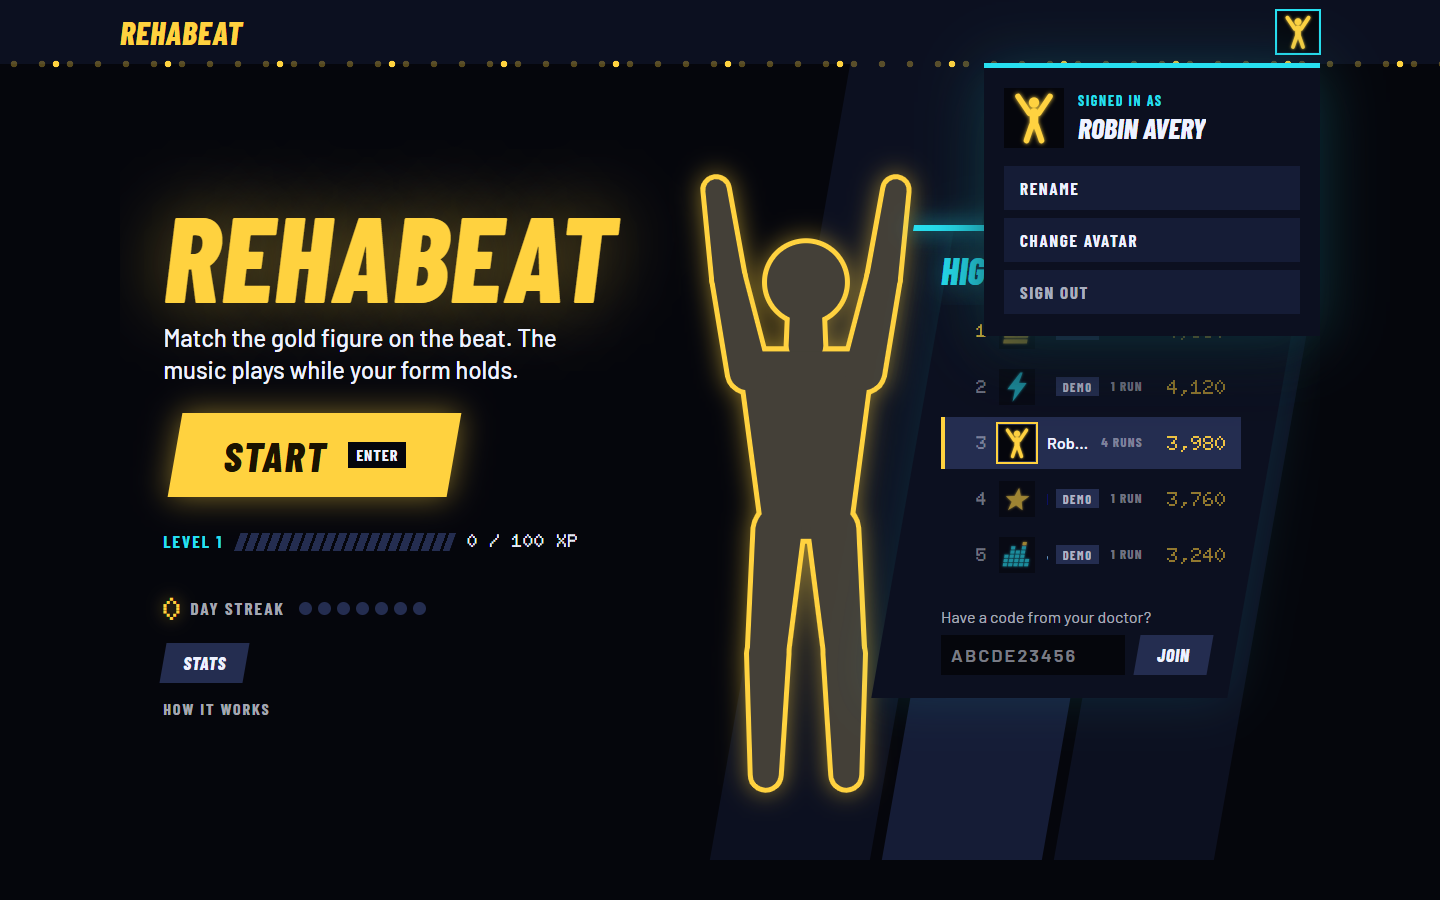 REHABEAT
SIGNED IN AS
ROBIN AVERY
RENAME
CHANGE AVATAR
SIGN OUT
REHABEAT
Match the gold figure on the beat. The
music plays while your form holds.
START ENTER
LEVEL 1 0 / 100 XP
0 DAY STREAK
STATS
HOW IT WORKS
HIG
1
2 DEMO 1 RUN 4,120
3 Rob... 4 RUNS 3,980
4 DEMO 1 RUN 3,760
5 DEMO 1 RUN 3,240
Have a code from your doctor?
ABCDE23456 JOIN